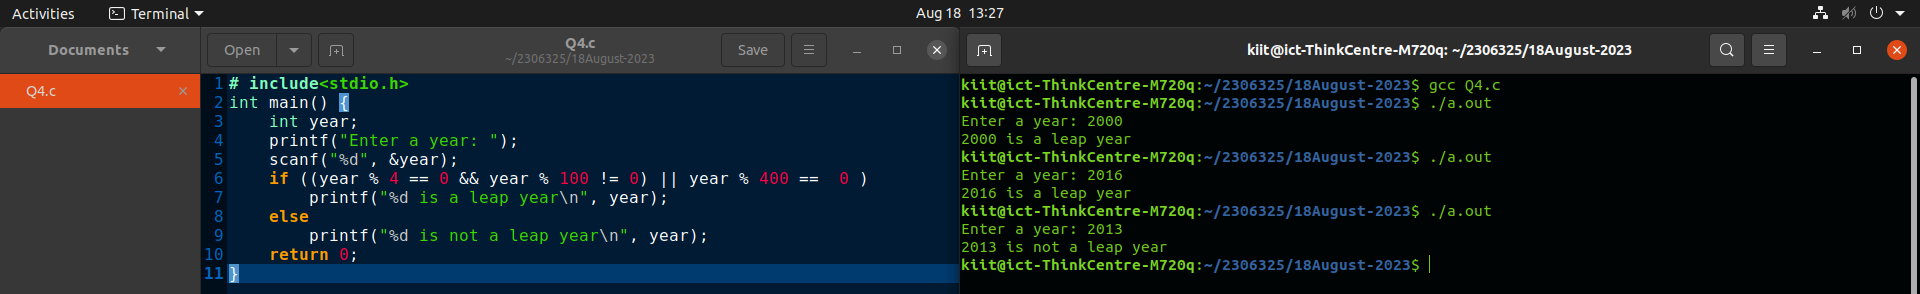 Activities
Terminal
Aug 18 13:27
Documents
Open
Q4.c
~/2306325/18August-2023
Save
kiit@ict-ThinkCentre-M720q: ~/2306325/18August-2023
Q4.c
1 # include<stdio.h>
2 int main() {
3     int year;
4     printf("Enter a year: ");
5     scanf("%d", &year);
6     if ((year % 4 == 0 && year % 100 != 0) || year % 400 ==  0 )
7         printf("%d is a leap year\n", year);
8     else
9         printf("%d is not a leap year\n", year);
10     return 0;
11 }
kiit@ict-ThinkCentre-M720q:~/2306325/18August-2023$ gcc Q4.c
kiit@ict-ThinkCentre-M720q:~/2306325/18August-2023$ ./a.out
Enter a year: 2000
2000 is a leap year
kiit@ict-ThinkCentre-M720q:~/2306325/18August-2023$ ./a.out
Enter a year: 2016
2016 is a leap year
kiit@ict-ThinkCentre-M720q:~/2306325/18August-2023$ ./a.out
Enter a year: 2013
2013 is not a leap year
kiit@ict-ThinkCentre-M720q:~/2306325/18August-2023$